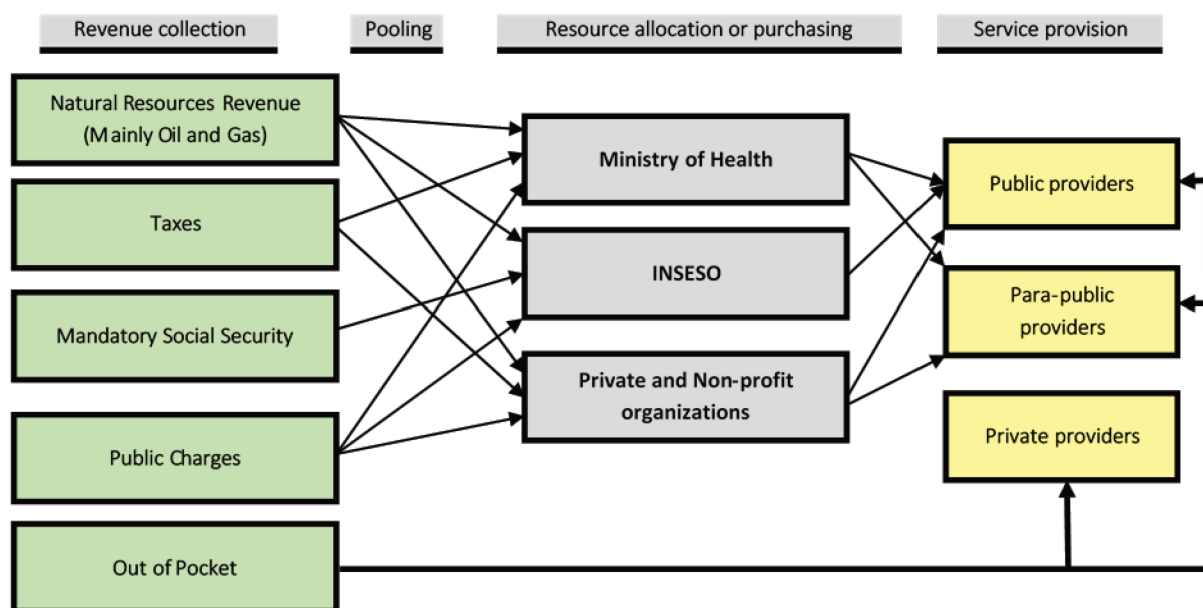 Revenue collection
Pooling
Resource allocation or purchasing
Service provision
Natural Resources Revenue
(Mainly Oil and Gas)
Taxes
Mandatory Social Security
Public Charges
Out of Pocket
Ministry of Health
INSESO
Private and Non-profit
organizations
Public providers
Para-public
providers
Private providers